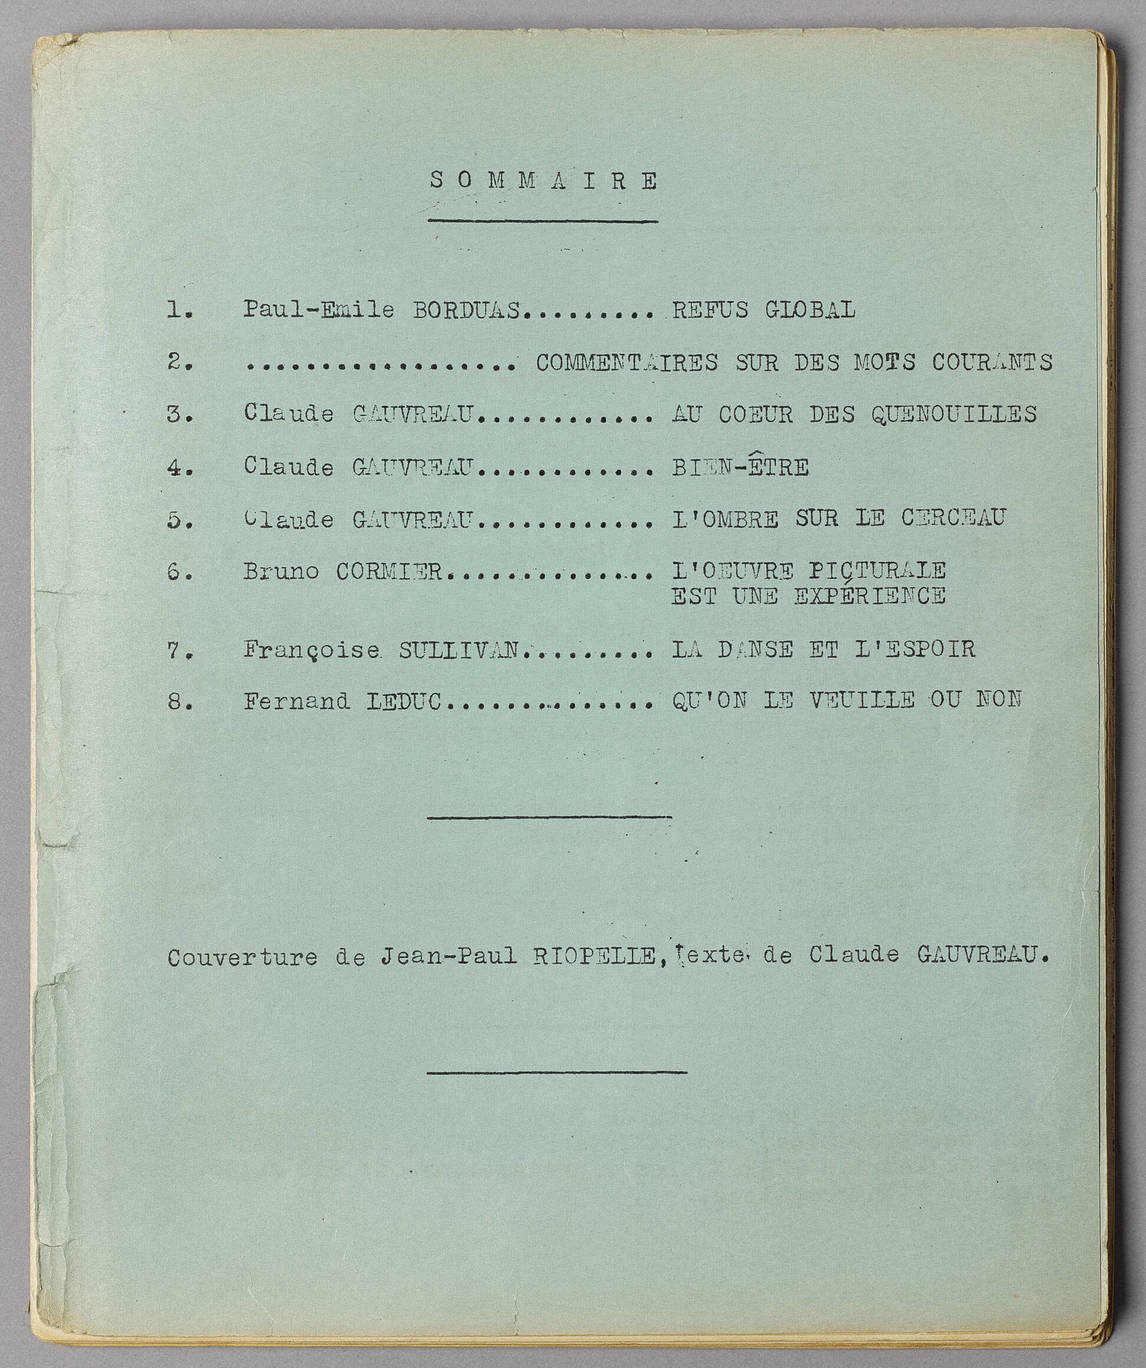 SOMMAIRE
1. Paul-Emile BORDUAS......... REFUS GLOBAL
2. .................. COMMENTAIRES SUR DES MOTS COURANTS
3. Claude GAUVREAU............ AU COEUR DES QUENOUILLES
4. Claude GAUVREAU............ BIEN-ÊTRE
5. Claude GAUVREAU............ L'OMBRE SUR LE CERCEAU
6. Bruno CORMIER.............. L'OEUVRE PICTURALE
EST UNE EXPÉRIENCE
7. Françoise SULLIVAN......... LA DANSE ET L'ESPOIR
8. Fernand LEDUC.............. QU'ON LE VEUILLE OU NON
Couverture de Jean-Paul RIOPELLE, texte de Claude GAUVREAU.